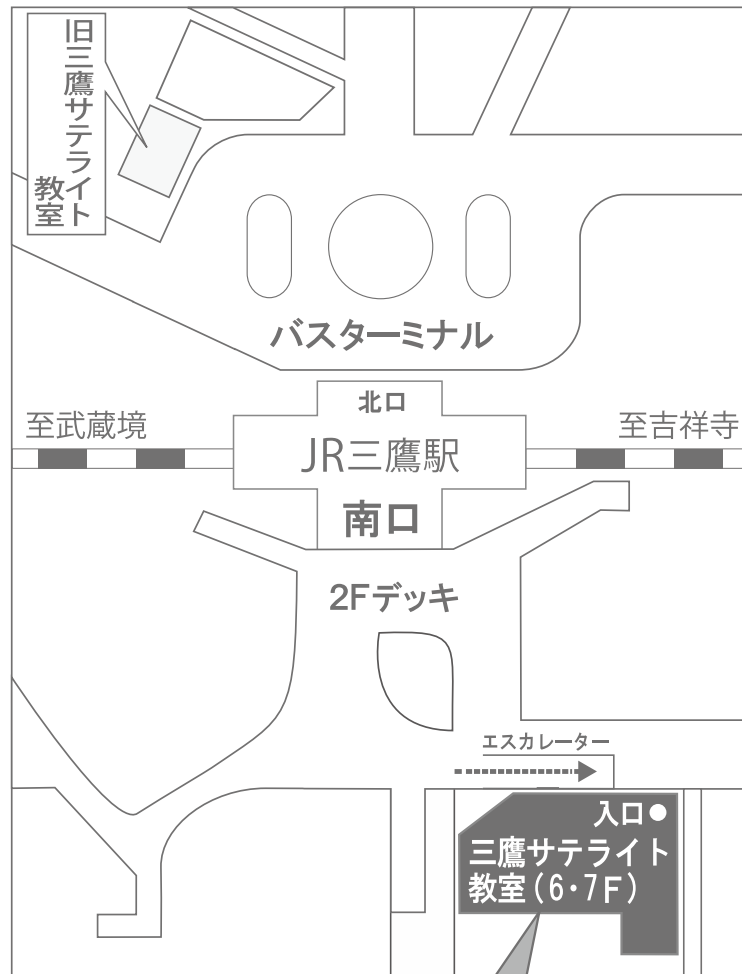 旧三鷹サテライト
教室
バスターミナル
北口
至武蔵境
JR三鷹駅
至吉祥寺
南口
2Fデッキ
エスカレーター
入口
三鷹サテライト
教室(6・7F)